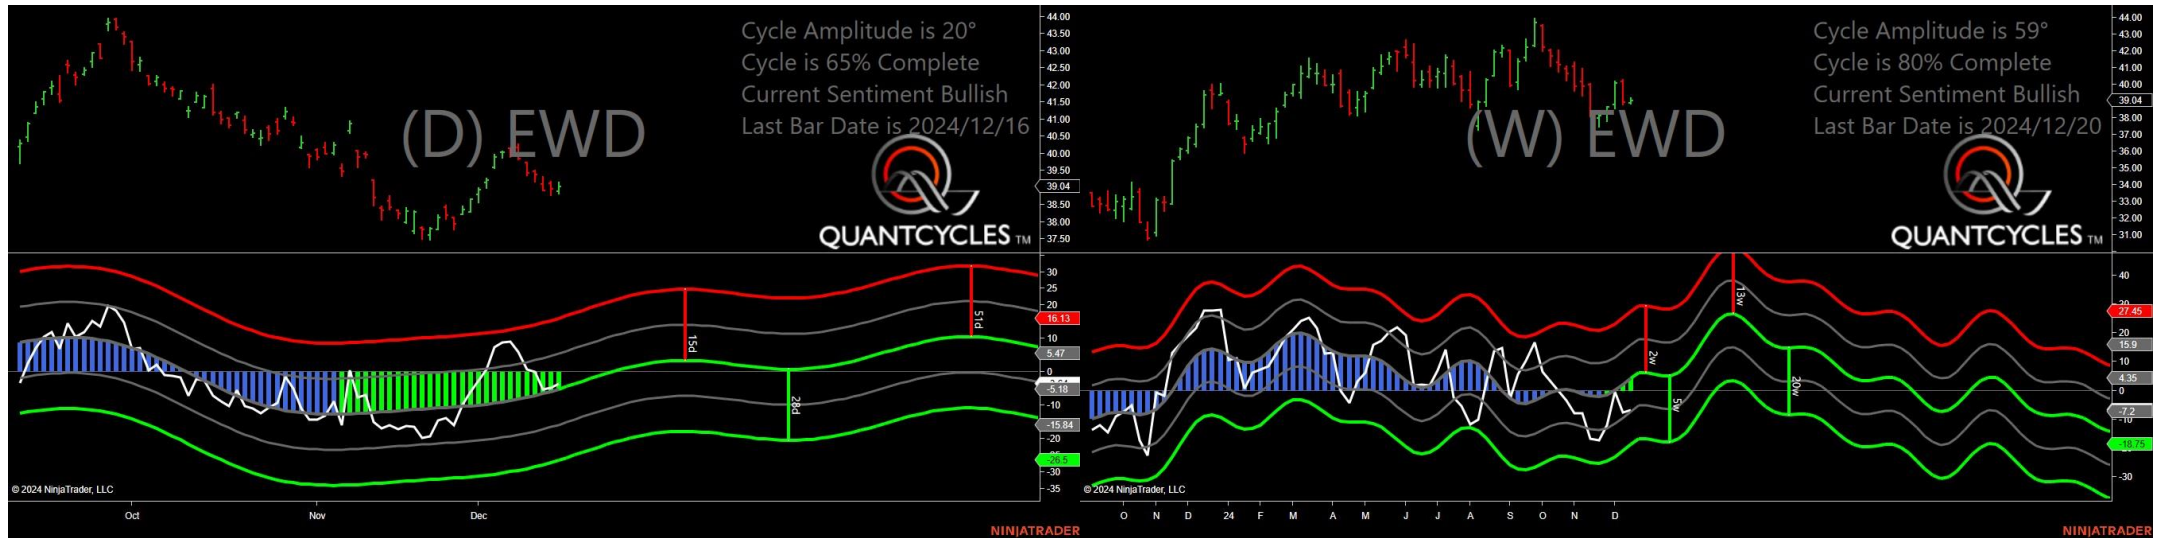 Cycle Amplitude is 20°
Cycle is 65% Complete
Current Sentiment Bullish
Last Bar Date is 2024/12/16
(D) EWD
QUANTCYCLES TM
44.00
43.50
43.00
42.50
42.00
41.50
41.00
40.50
40.00
39.50
39.04
38.50
38.00
37.50
30
25
20
16.13
10
5.47
0
-5.18
-10
-15.84
-20
-26.5
-30
-35
15d
28d
51d
© 2024 NinjaTrader, LLC
Oct Nov Dec
NINJATRADER
Cycle Amplitude is 59°
Cycle is 80% Complete
Current Sentiment Bullish
Last Bar Date is 2024/12/20
(W) EWD
QUANTCYCLES TM
44.00
43.00
42.00
41.00
40.00
39.04
38.00
37.00
36.00
35.00
34.00
33.00
32.00
31.00
40
27.45
20
15.9
10
4.35
0
-7.2
-10
-18.75
-30
2w
5w
13w
20w
© 2024 NinjaTrader, LLC
O N D 24 F M A M J J A S O N D
NINJATRADER